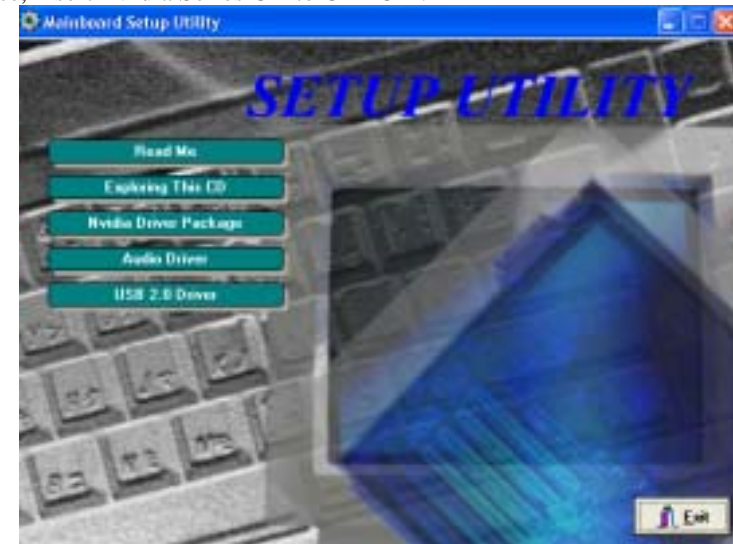 Mainboard Setup Utility
SETUP UTILITY
Read Me
Exploring This CD
Nvidia Driver Package
Audio Driver
USB 2.0 Driver
Exit